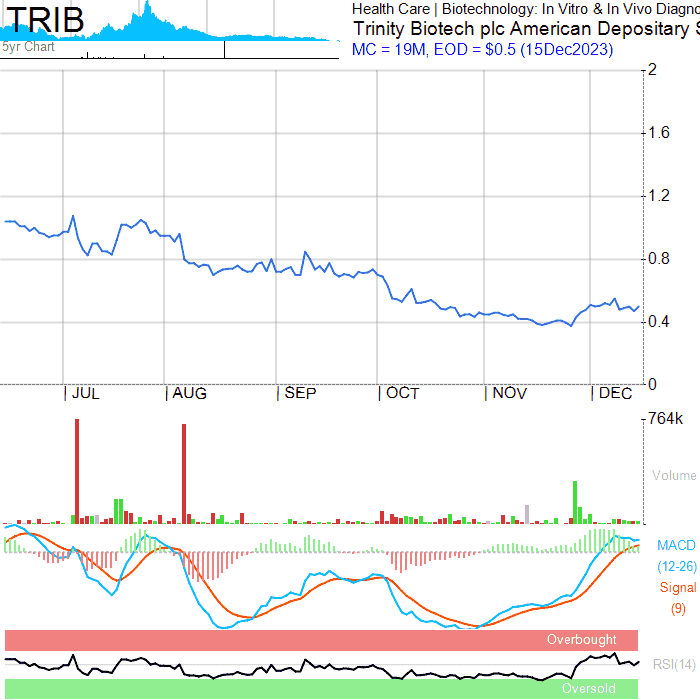 TRIB
5yr Chart
Health Care | Biotechnology: In Vitro & In Vivo Diagno
Trinity Biotech plc American Depositary S
MC = 19M, EOD = $0.5 (15Dec2023)
2
1.6
1.2
0.8
0.4
0
JUL AUG SEP OCT NOV DEC
764k
Volume
MACD
(12-26)
Signal
(9)
Overbought
RSI(14)
Oversold